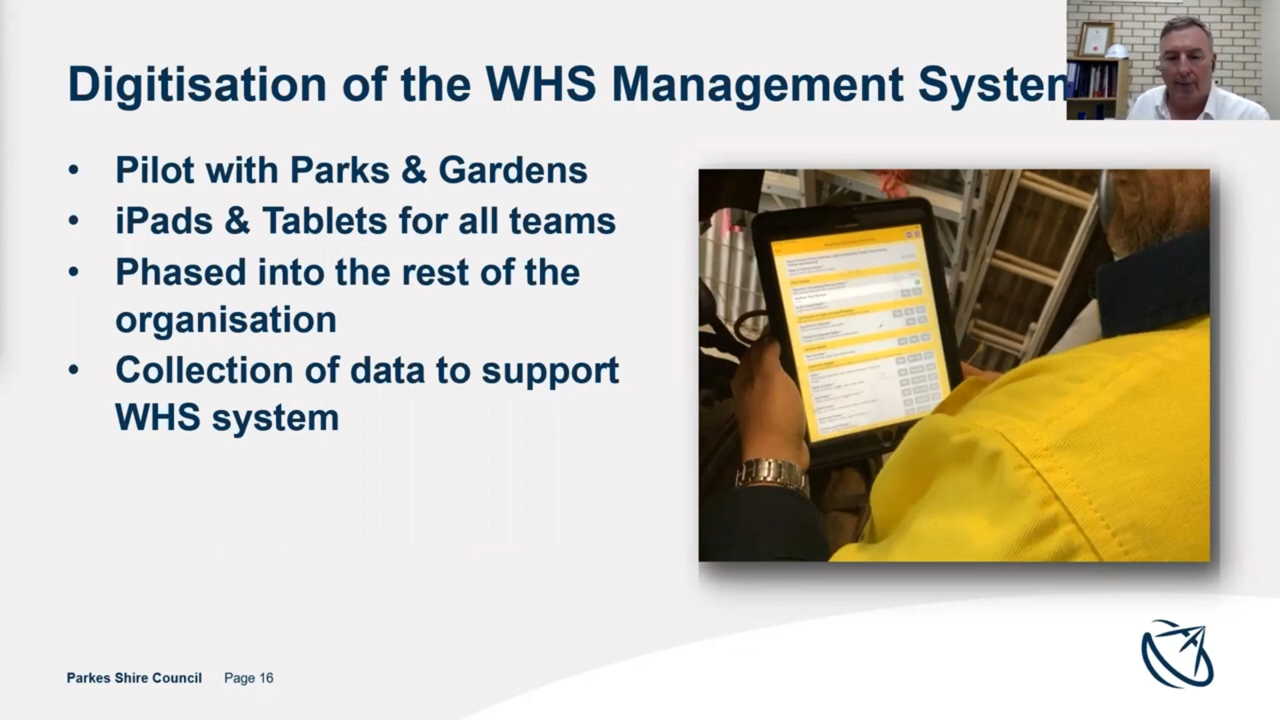 Digitisation of the WHS Management System
• Pilot with Parks & Gardens
• iPads & Tablets for all teams
• Phased into the rest of the
organisation
• Collection of data to support
WHS system
Parkes Shire Council Page 16